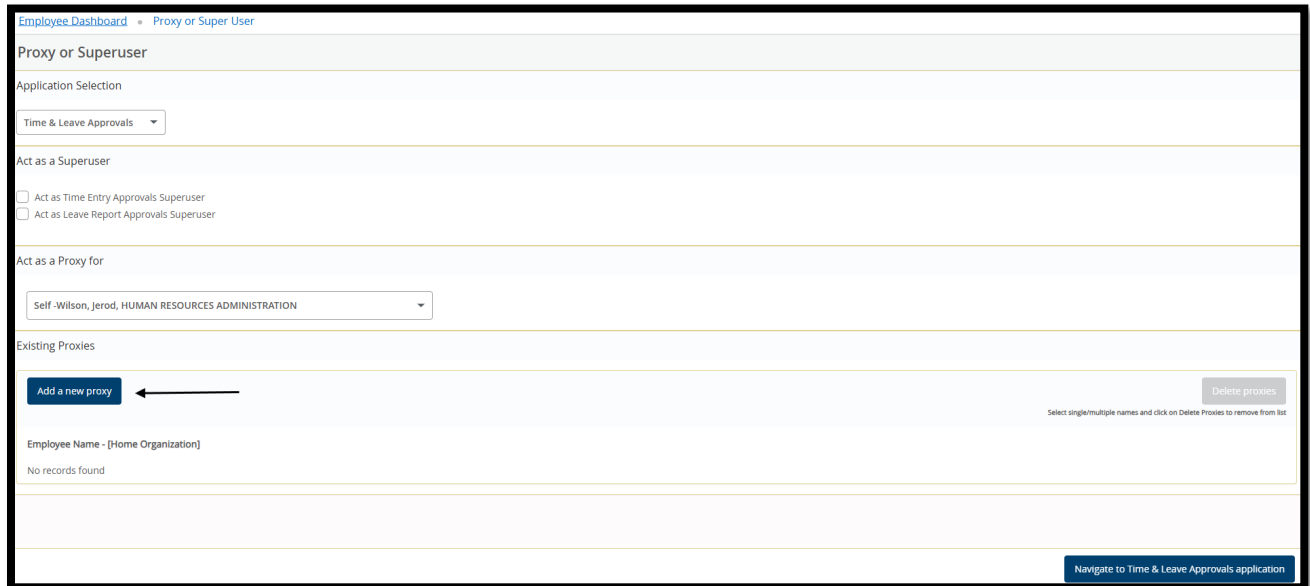 Employee Dashboard • Proxy or Super User
Proxy or Superuser
Application Selection
Time & Leave Approvals
Act as a Superuser
Act as Time Entry Approvals Superuser
Act as Leave Report Approvals Superuser
Act as a Proxy for
Self -Wilson, Jerod, HUMAN RESOURCES ADMINISTRATION
Existing Proxies
Add a new proxy
Delete proxies
Select single/multiple names and click on Delete Proxies to remove from list
Employee Name - [Home Organization]
No records found
Navigate to Time & Leave Approvals application